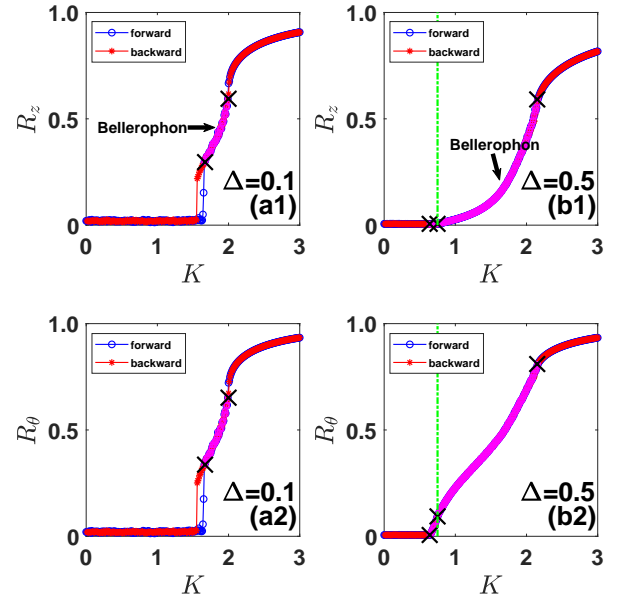 1.0
forward
backward
R_z
0.5
Bellerophon
Δ=0.1
(a1)
0
0 1 2 3
K
1.0
forward
backward
R_z
0.5
Bellerophon
Δ=0.5
(b1)
0
0 1 2 3
K
1.0
forward
backward
R_θ
0.5
Δ=0.1
(a2)
0
0 1 2 3
K
1.0
forward
backward
R_θ
0.5
Δ=0.5
(b2)
0
0 1 2 3
K